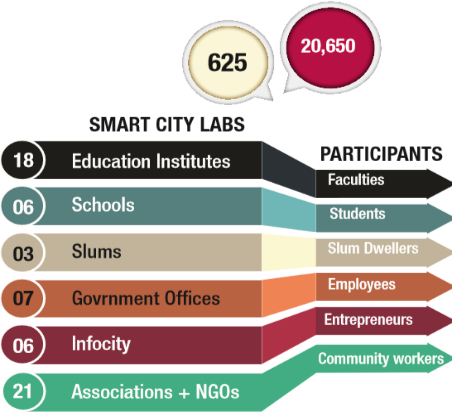 625
20,650
SMART CITY LABS
PARTICIPANTS
18 Education Institutes
Faculties
06 Schools
Students
03 Slums
Slum Dwellers
07 Govrnment Offices
Employees
06 Infocity
Entrepreneurs
21 Associations + NGOs
Community workers